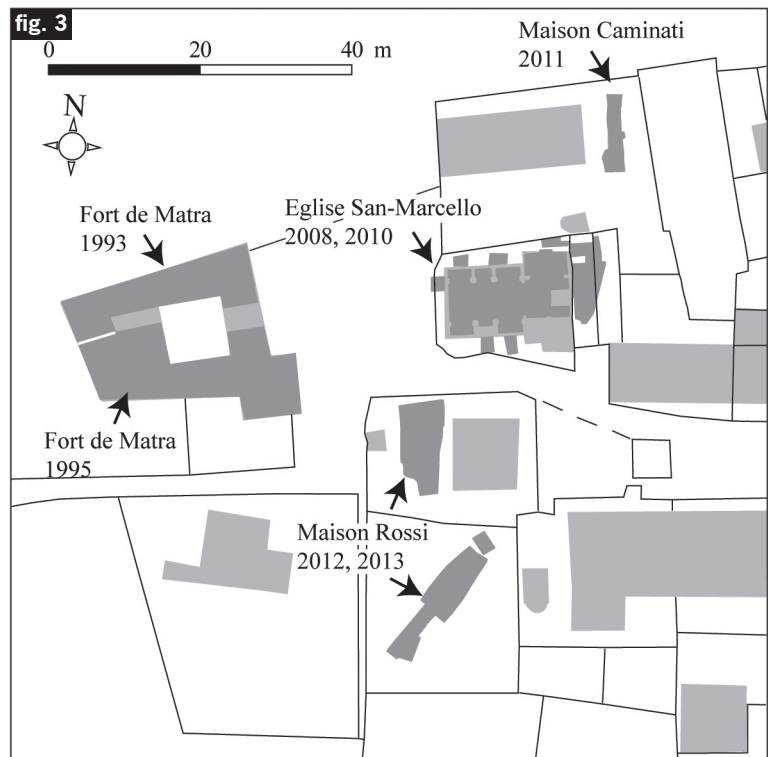 fig. 3
0 20 40 m
N
Maison Caminati
2011
Fort de Matra
1993
Eglise San-Marcello
2008, 2010
Fort de Matra
1995
Maison Rossi
2012, 2013